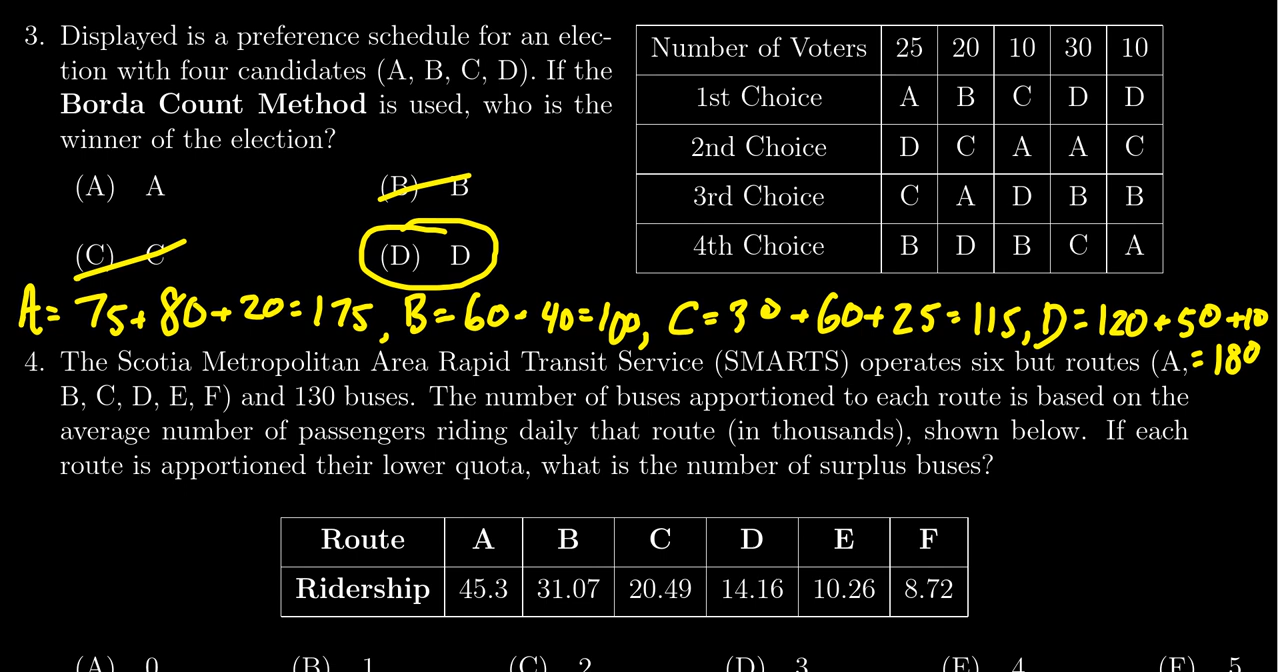 3. Displayed is a preference schedule for an elec-
tion with four candidates (A, B, C, D). If the
Borda Count Method is used, who is the
winner of the election?
(A) A (B) B
(C) C (D) D
Number of Voters 25 20 10 30 10
1st Choice A B C D D
2nd Choice D C A A C
3rd Choice C A D B B
4th Choice B D B C A
A = 75 + 80 + 20 = 175, B = 60 + 40 = 100, C = 30 + 60 + 25 = 115, D = 120 + 50 + 10
= 180
4. The Scotia Metropolitan Area Rapid Transit Service (SMARTS) operates six but routes (A,
B, C, D, E, F) and 130 buses. The number of buses apportioned to each route is based on the
average number of passengers riding daily that route (in thousands), shown below. If each
route is apportioned their lower quota, what is the number of surplus buses?
Route A B C D E F
Ridership 45.3 31.07 20.49 14.16 10.26 8.72
(A) 0 (B) 1 (C) 2 (D) 3 (E) 4 (F) 5